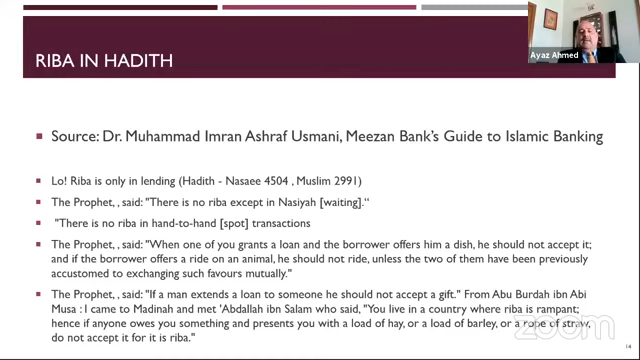 Ayaz Ahmed
RIBA IN HADITH
Source: Dr. Muhammad Imran Ashraf Usmani, Meezan Bank's Guide to Islamic Banking
Lo! Riba is only in lending (Hadith - Nasaee 4504 , Muslim 2991)
The Prophet, , said: "There is no riba except in Nasiyah [waiting]."
"There is no riba in hand-to-hand [spot] transactions
The Prophet, , said: "When one of you grants a loan and the borrower offers him a dish, he should not accept it;
and if the borrower offers a ride on an animal, he should not ride, unless the two of them have been previously
accustomed to exchanging such favours mutually."
The Prophet, , said: "If a man extends a loan to someone he should not accept a gift." From Abu Burdah ibn Abi
Musa : I came to Madinah and met 'Abdallah ibn Salam who said, "You live in a country where riba is rampant;
hence if anyone owes you something and presents you with a load of hay, or a load of barley, or a rope of straw,
do not accept it for it is riba."
zoom
14